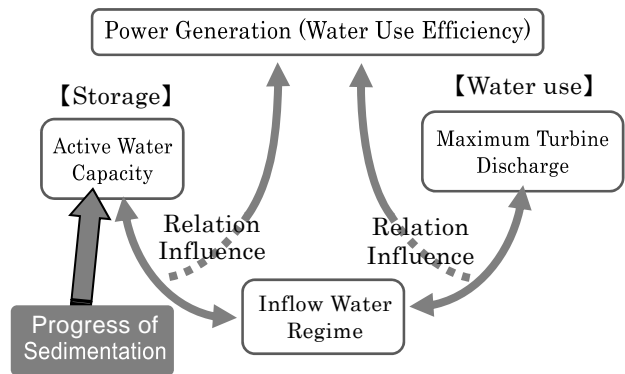 Power Generation (Water Use Efficiency)
【Storage】
【Water use】
Active Water
Capacity
Maximum Turbine
Discharge
Relation
Influence
Relation
Influence
Inflow Water
Regime
Progress of
Sedimentation